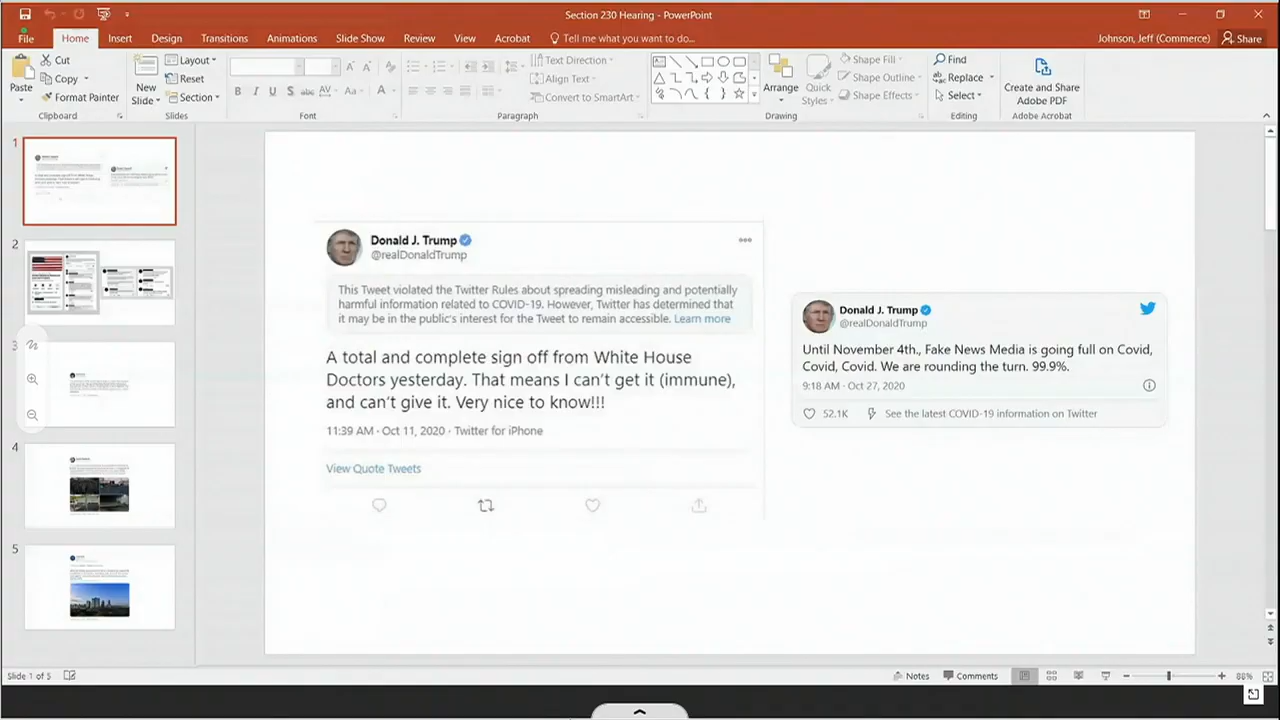 Section 230 Hearing - PowerPoint
File Home Insert Design Transitions Animations Slide Show Review View Acrobat Tell me what you want to do... Johnson, Jeff (Commerce) Share
Paste
Cut
Copy
Format Painter
Clipboard
New
Slide
Layout
Reset
Section
Slides
B I U S abc AV Aa A
Font
Text Direction
Align Text
Convert to SmartArt
Paragraph
Arrange
Quick
Styles
Shape Fill
Shape Outline
Shape Effects
Drawing
Find
Replace
Select
Editing
Create and Share
Adobe PDF
Adobe Acrobat
1
2
3
4
5
Donald J. Trump
@realDonaldTrump
This Tweet violated the Twitter Rules about spreading misleading and potentially
harmful information related to COVID-19. However, Twitter has determined that
it may be in the public's interest for the Tweet to remain accessible. Learn more
A total and complete sign off from White House
Doctors yesterday. That means I can't get it (immune),
and can't give it. Very nice to know!!!
11:39 AM · Oct 11, 2020 · Twitter for iPhone
View Quote Tweets
Donald J. Trump
@realDonaldTrump
Until November 4th., Fake News Media is going full on Covid,
Covid, Covid. We are rounding the turn. 99.9%.
9:18 AM · Oct 27, 2020
52.1K See the latest COVID-19 information on Twitter
Slide 1 of 5 Notes Comments 88%